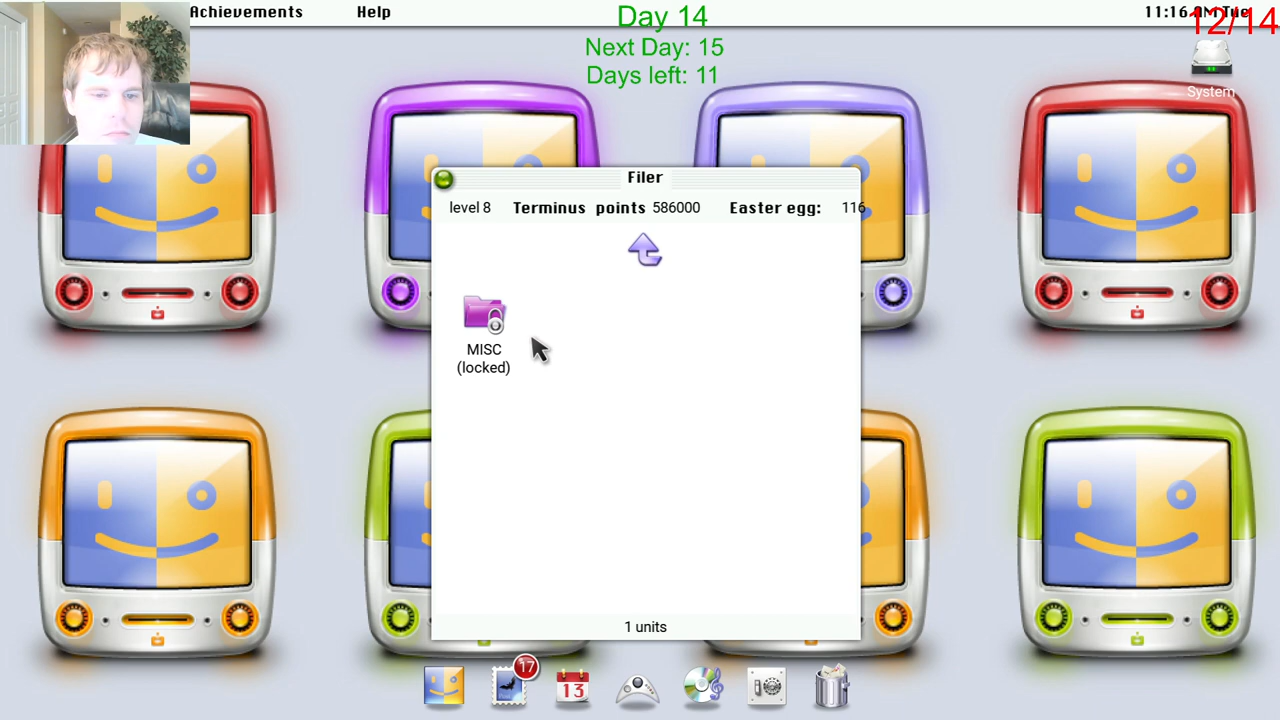 Achievements Help
11:16 AM Tue
12/14
Day 14
Next Day: 15
Days left: 11
System
Filer
level 8 Terminus points 586000 Easter egg: 116
MISC
(locked)
1 units
17
13